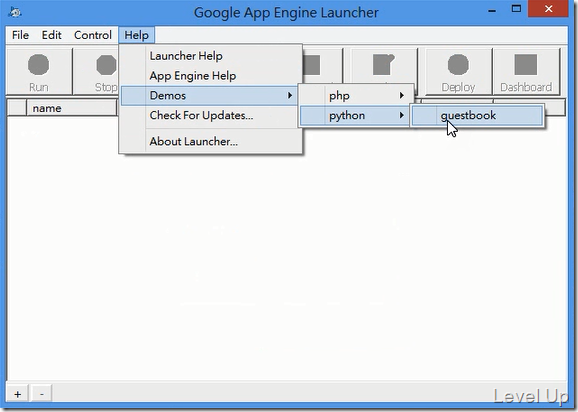 Google App Engine Launcher
File Edit Control Help
Run Stop Deploy Dashboard
name
Launcher Help
App Engine Help
Demos
Check For Updates...
About Launcher...
php
python
guestbook
+ -
Level Up